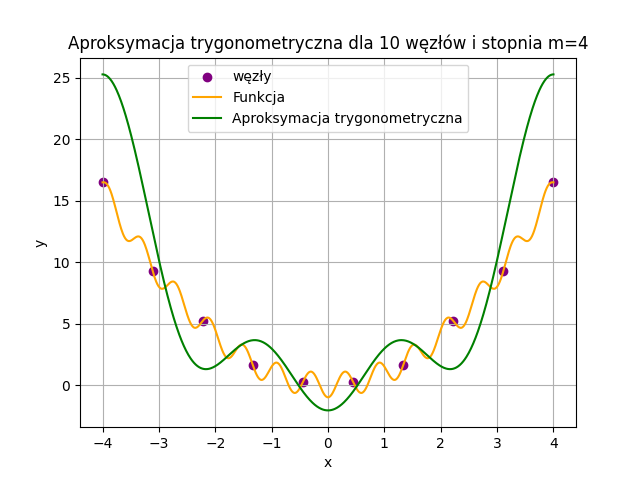 Aproksymacja trygonometryczna dla 10 węzłów i stopnia m=4
węzły
Funkcja
Aproksymacja trygonometryczna
25
20
15
10
5
0
y
−4 −3 −2 −1 0 1 2 3 4
x